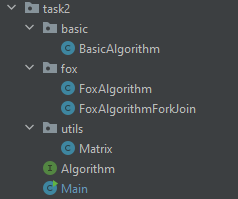 task2
basic
BasicAlgorithm
fox
FoxAlgorithm
FoxAlgorithmForkJoin
utils
Matrix
Algorithm
Main